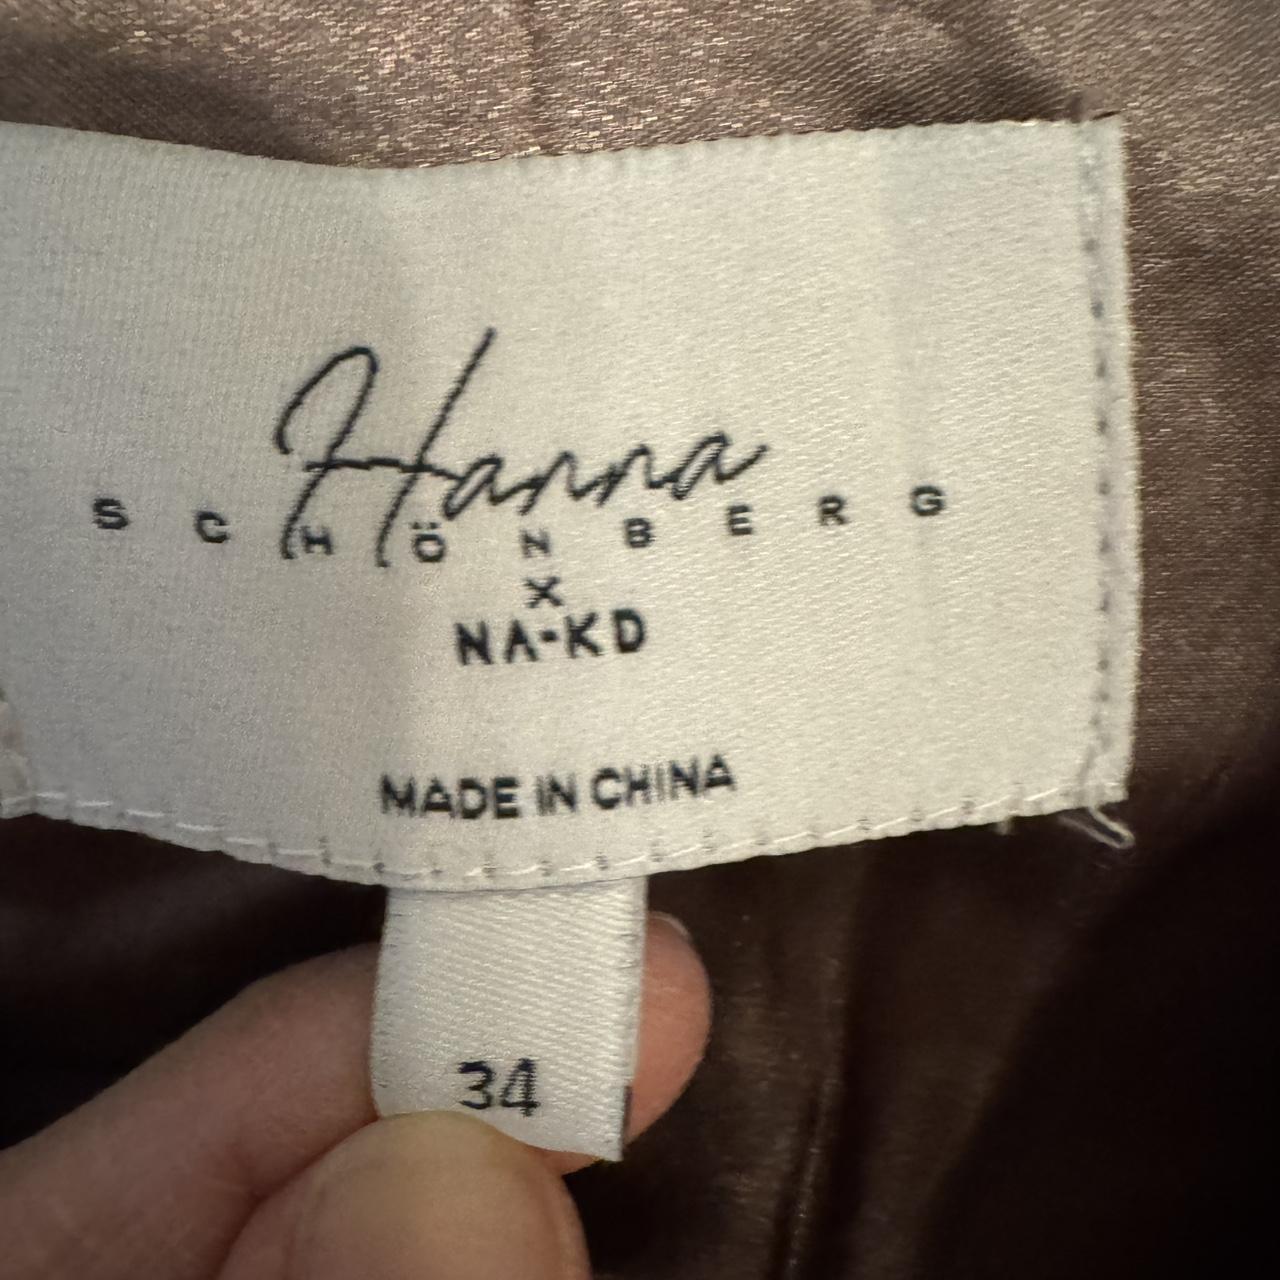 Hanna
SCHÖNBERG
X
NA-KD
MADE IN CHINA
34